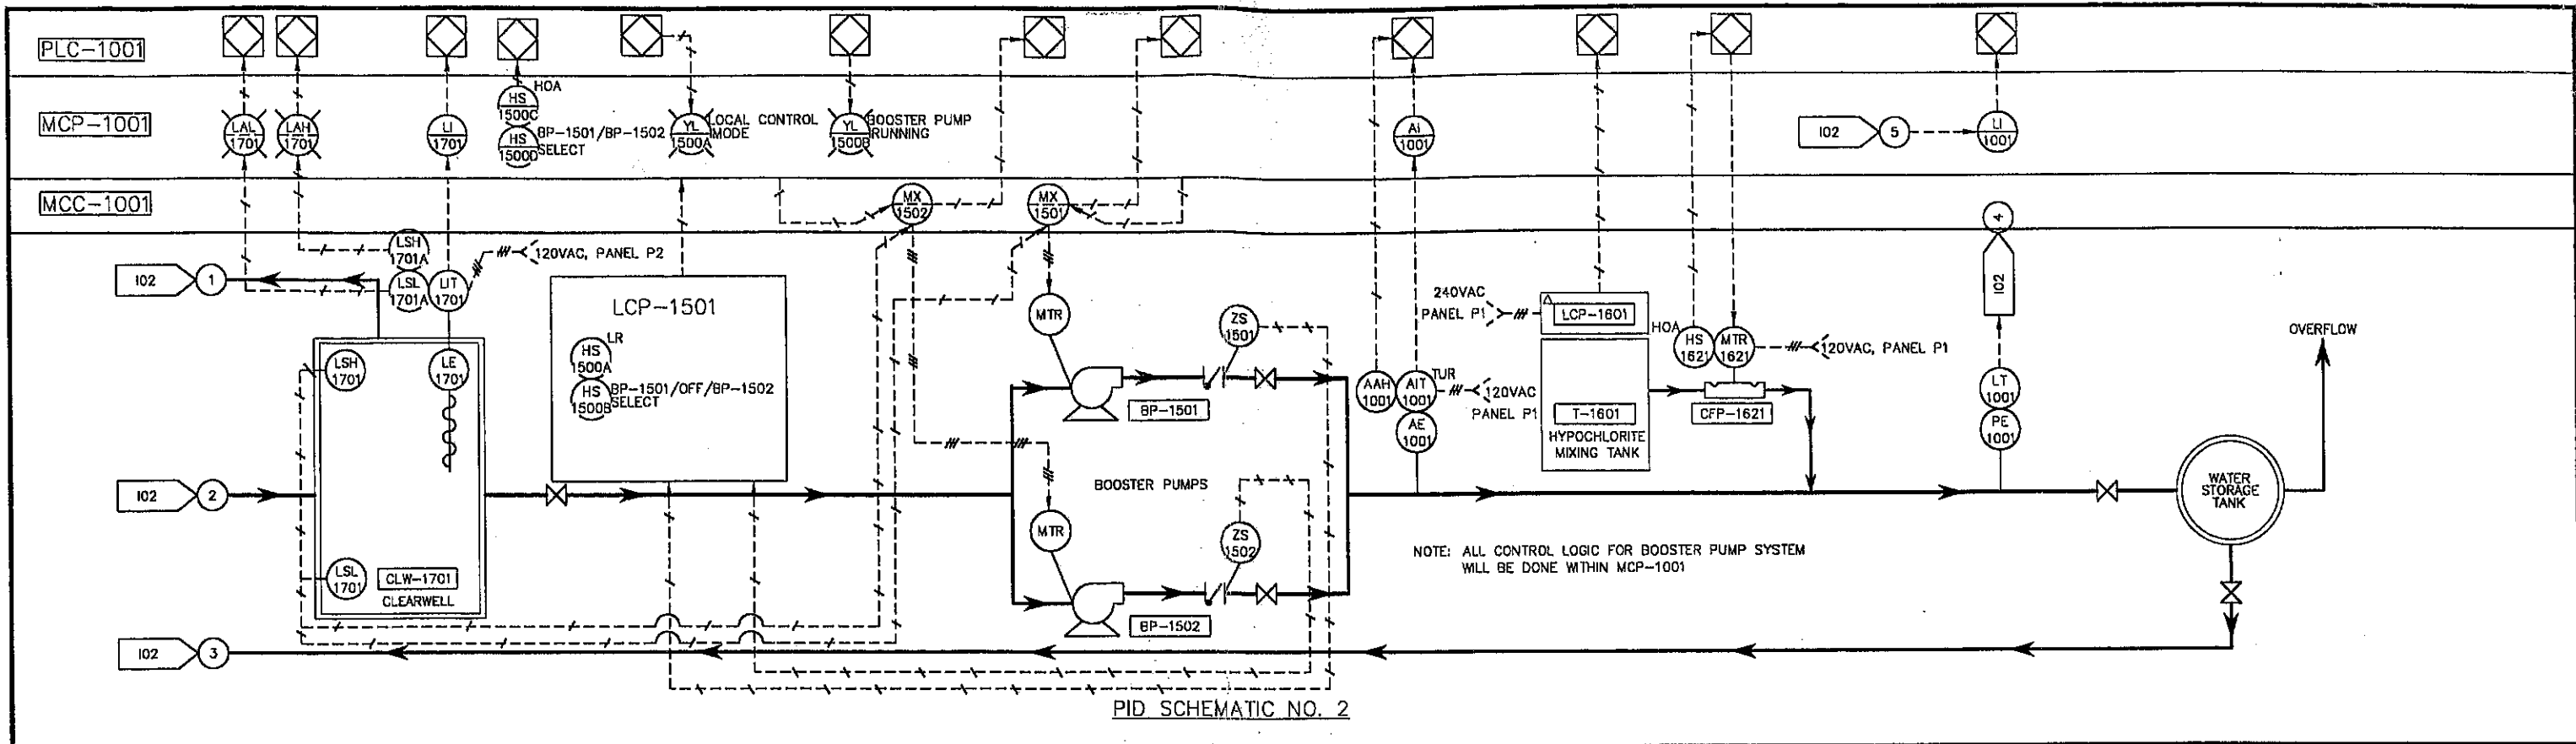 PLC-1001
MCP-1001
LAL
1701
LAH
1701
LI
1701
HOA
HS
1500C
HS
1500D
BP-1501/BP-1502
SELECT
YL
1500A
LOCAL CONTROL
MODE
YL
1500B
BOOSTER PUMP
RUNNING
AI
1001
I02
5
LI
1001
MCC-1001
MX
1502
MX
1501
4
I02
LSH
1701A
LSL
1701A
LIT
1701
120VAC, PANEL P2
I02
1
LCP-1501
HS
1500A
LR
HS
1500B
BP-1501/OFF/BP-1502
SELECT
LSH
1701
LE
1701
LSL
1701
CLW-1701
CLEARWELL
I02
2
I02
3
MTR
ZS
1501
BP-1501
BOOSTER PUMPS
MTR
ZS
1502
BP-1502
AAH
1001
AIT
1001
TUR
AE
1001
120VAC
PANEL P1
240VAC
PANEL P1
LCP-1601
T-1601
HYPOCHLORITE
MIXING TANK
HOA
HS
1621
MTR
1621
120VAC, PANEL P1
CFP-1621
LT
1001
PE
1001
OVERFLOW
WATER
STORAGE
TANK
NOTE: ALL CONTROL LOGIC FOR BOOSTER PUMP SYSTEM
WILL BE DONE WITHIN MCP-1001
PID SCHEMATIC NO. 2